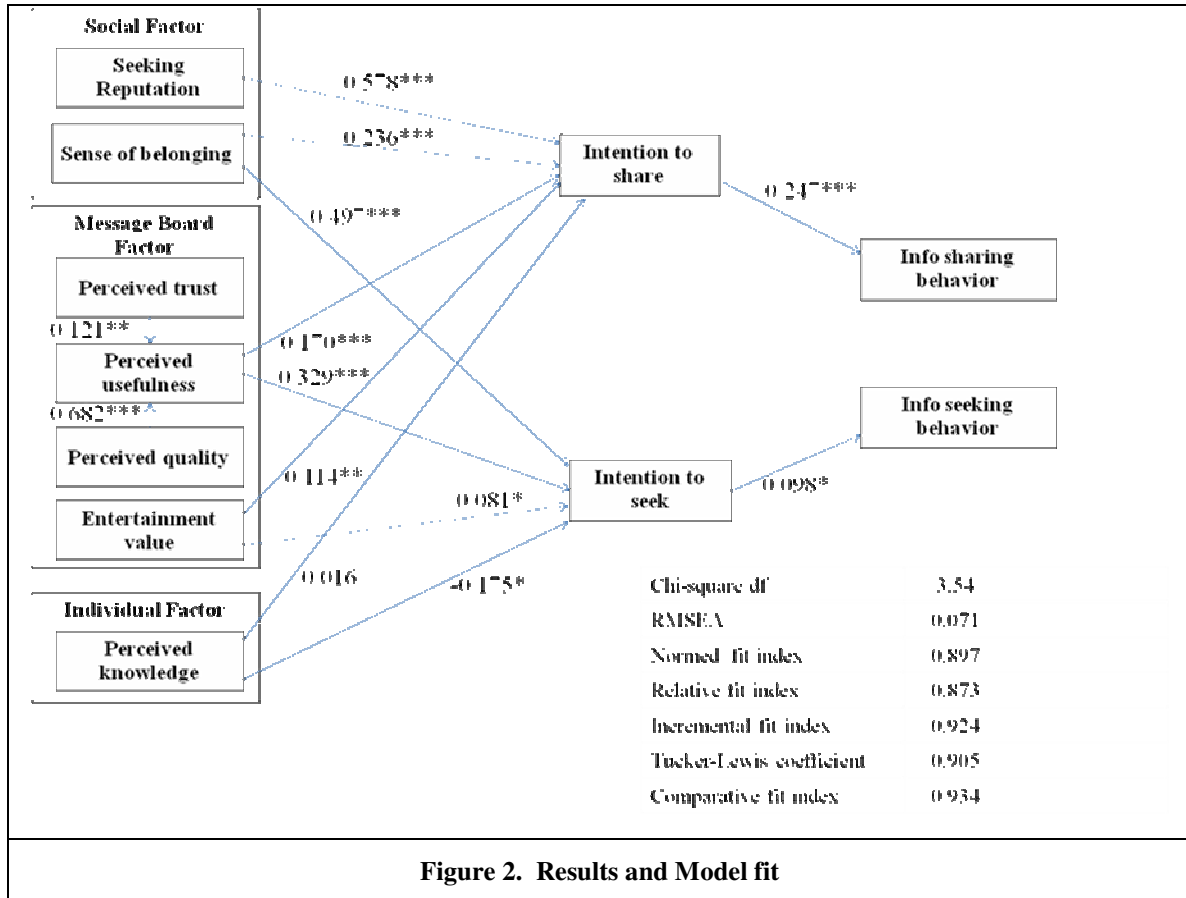 Social Factor
Seeking
Reputation
0.578***
Sense of belonging
0.236***
Intention to
share
0.247***
0.497***
Message Board
Factor
Info sharing
behavior
Perceived trust
0.121**
Perceived
usefulness
0.170***
0.329***
0.682***
Info seeking
behavior
Perceived quality
0.114**
Intention to
seek
0.098*
0.081*
Entertainment
value
0.016
-0.175*
Individual Factor
Perceived
knowledge
Chi-square df 3.54
RMSEA 0.071
Normed fit index 0.897
Relative fit index 0.873
Incremental fit index 0.924
Tucker-Lewis coefficient 0.905
Comparative fit index 0.934
Figure 2. Results and Model fit